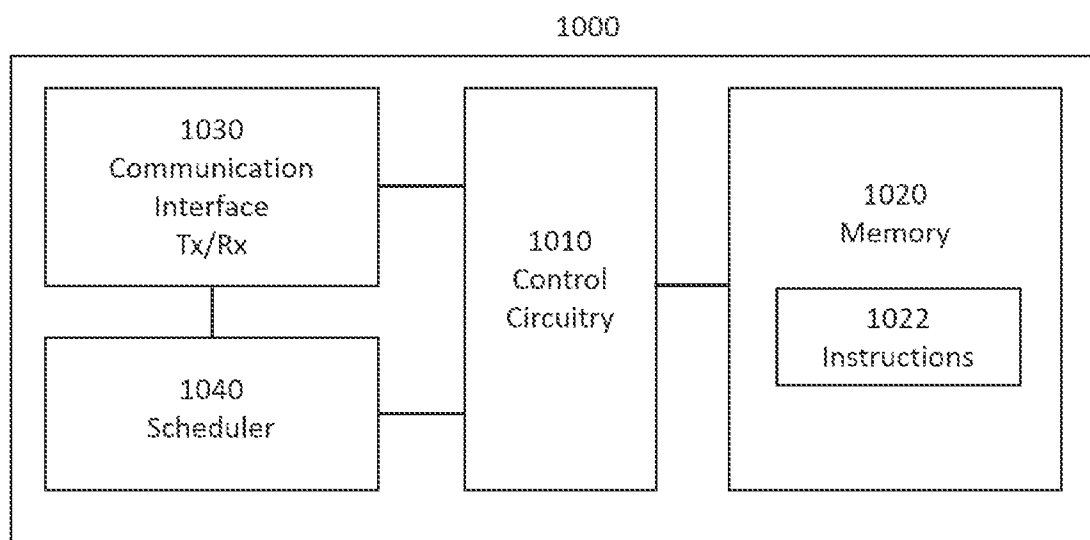 1000
1030
Communication
Interface
Tx/Rx
1040
Scheduler
1010
Control
Circuitry
1020
Memory
1022
Instructions